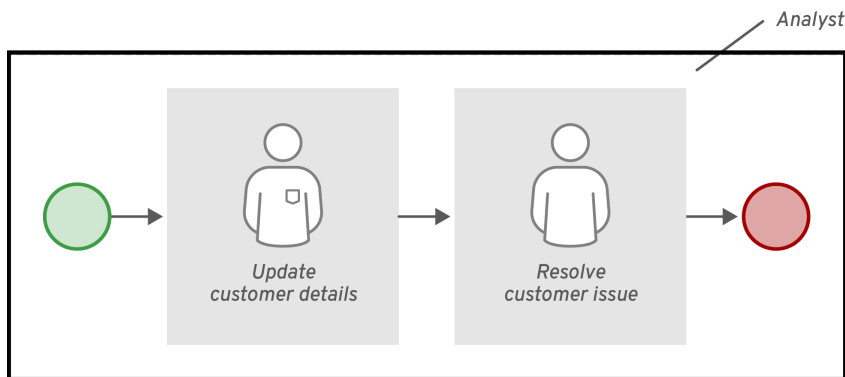 Analyst
Update
customer details
Resolve
customer issue